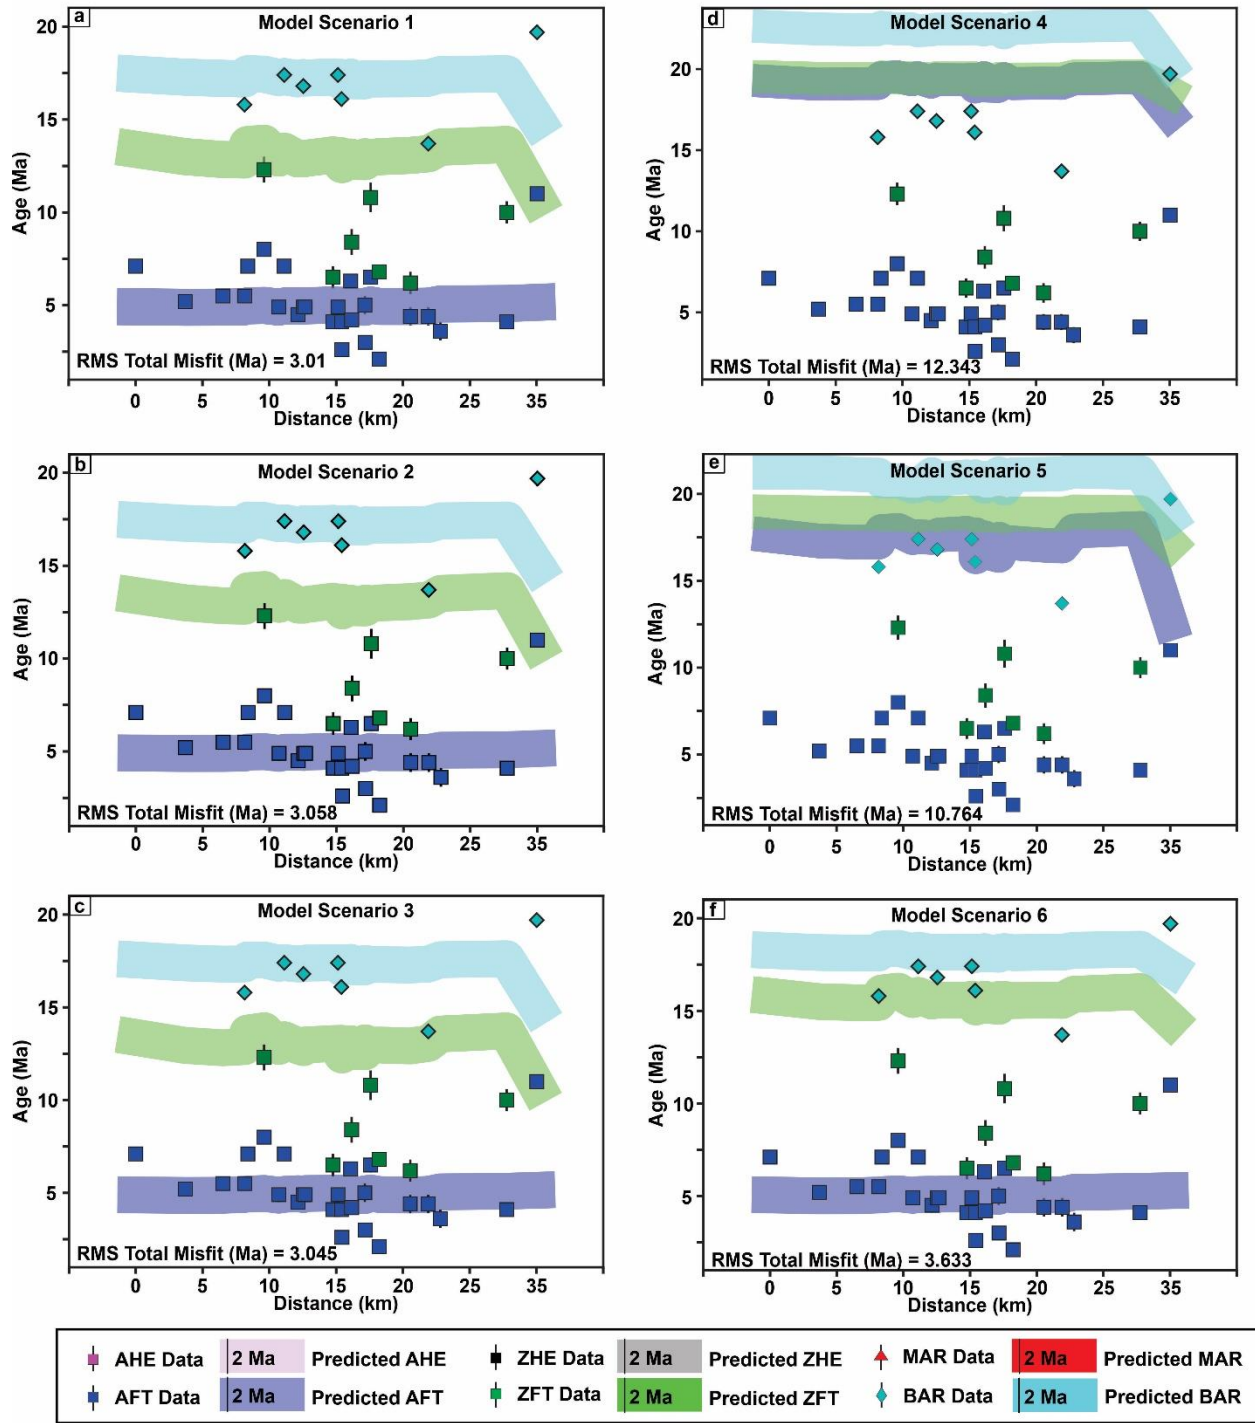 a
Model Scenario 1
20
15
10
5
Age (Ma)
RMS Total Misfit (Ma) = 3.01
0 5 10 15 20 25 35
Distance (km)
b
Model Scenario 2
20
15
10
5
Age (Ma)
RMS Total Misfit (Ma) = 3.058
0 5 10 15 20 25 35
Distance (km)
c
Model Scenario 3
20
15
10
5
Age (Ma)
RMS Total Misfit (Ma) = 3.045
0 5 10 15 20 25 35
Distance (km)
d
Model Scenario 4
20
15
10
5
Age (Ma)
RMS Total Misfit (Ma) = 12.343
0 5 10 15 20 25 35
Distance (km)
e
Model Scenario 5
20
15
10
5
Age (Ma)
RMS Total Misfit (Ma) = 10.764
0 5 10 15 20 25 35
Distance (km)
f
Model Scenario 6
20
15
10
5
Age (Ma)
RMS Total Misfit (Ma) = 3.633
0 5 10 15 20 25 35
Distance (km)
AHE Data 2 Ma Predicted AHE ZHE Data 2 Ma Predicted ZHE MAR Data 2 Ma Predicted MAR
AFT Data 2 Ma Predicted AFT ZFT Data 2 Ma Predicted ZFT BAR Data 2 Ma Predicted BAR